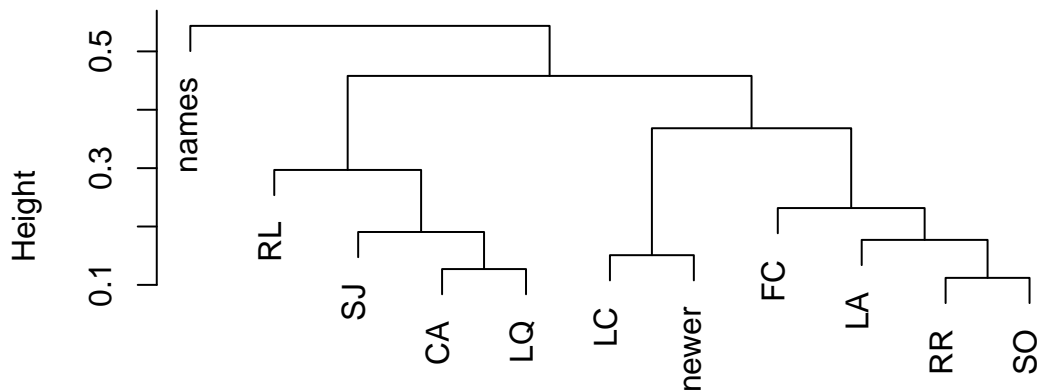 Height
0.5
0.3
0.1
names
RL
SJ
CA
LQ
LC
newer
FC
LA
RR
SO